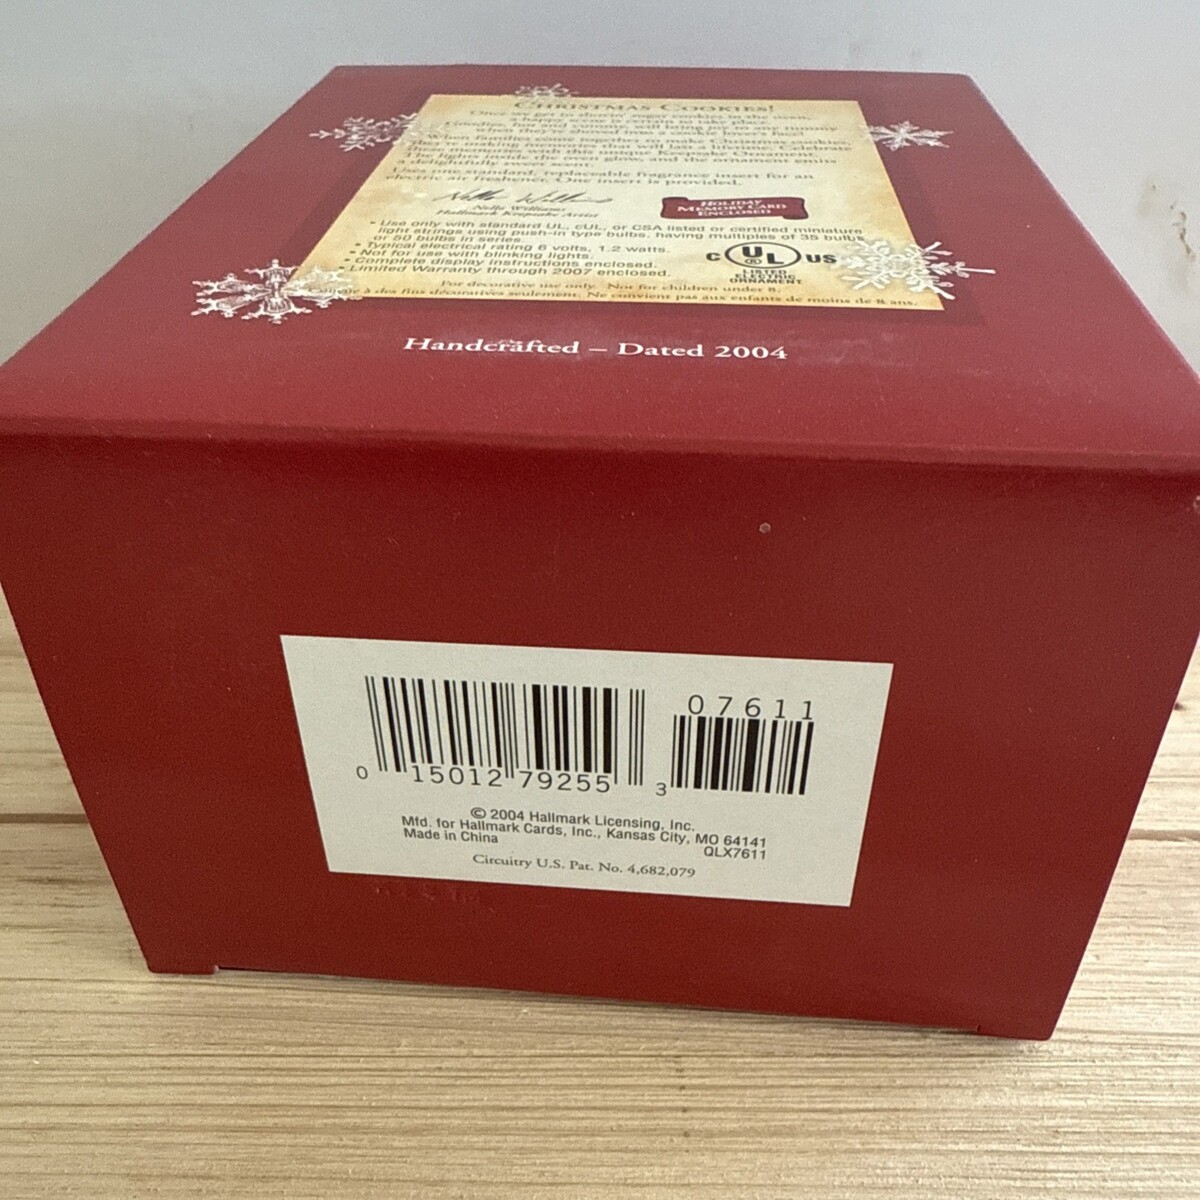 CHRISTMAS COOKIES!
Once we get to shovin' sugar cookies in the oven,
a happy scene is certain to take place.
Goodies, fun and yummy, will bring joy to any tummy
when they're shoved into a cookie lover's face!
When families come together to make Christmas cookies,
they're making memories that will last a lifetime. Celebrate
these moments with this unique Keepsake Ornament.
The lights inside the oven glow, and the ornament emits
a delightfully sweet scent.
Uses one standard, replaceable fragrance insert for an
electric air freshener. One insert is provided.
Nello Williams
Nello Williams
Hallmark Keepsake Artist
HOLIDAY
MEMORY CARD
ENCLOSED
• Use only with standard UL, cUL, or CSA listed or certified miniature
light strings using push-in type bulbs, having multiples of 35 bulbs
or 50 bulbs in series.
• Typical electrical rating 6 volts, 1.2 watts.
• Not for use with blinking lights.
• Complete display instructions enclosed.
• Limited Warranty through 2007 enclosed.
C UL® US
LISTED
ELECTRIC
ORNAMENT
For decorative use only. Not for children under 8.
à des fins décoratives seulement; Ne convient pas aux enfants de moins de 8 ans.
Handcrafted – Dated 2004
07611
0 15012 79255 3
© 2004 Hallmark Licensing, Inc.
Mfd. for Hallmark Cards, Inc., Kansas City, MO 64141
Made in China QLX7611
Circuitry U.S. Pat. No. 4,682,079